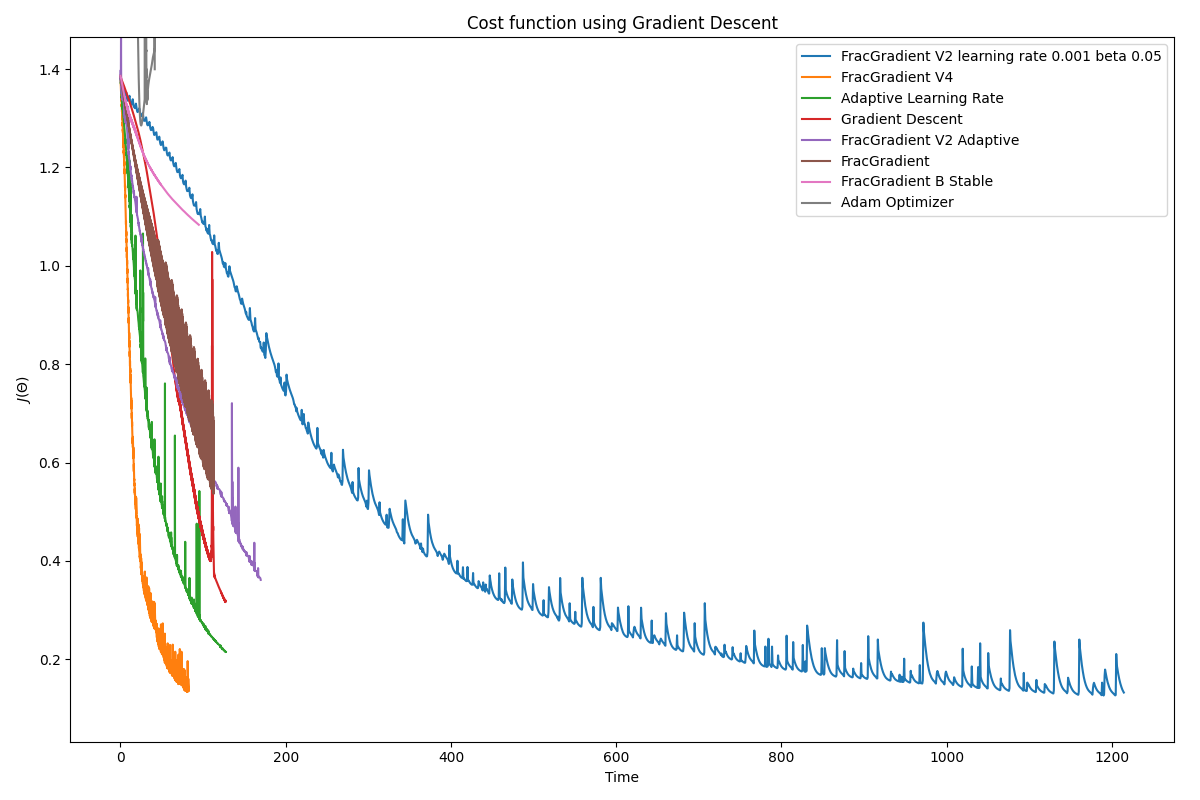 Cost function using Gradient Descent
FracGradient V2 learning rate 0.001 beta 0.05
FracGradient V4
Adaptive Learning Rate
Gradient Descent
FracGradient V2 Adaptive
FracGradient
FracGradient B Stable
Adam Optimizer
1.4
1.2
1.0
0.8
0.6
0.4
0.2
J(Θ)
0 200 400 600 800 1000 1200
Time